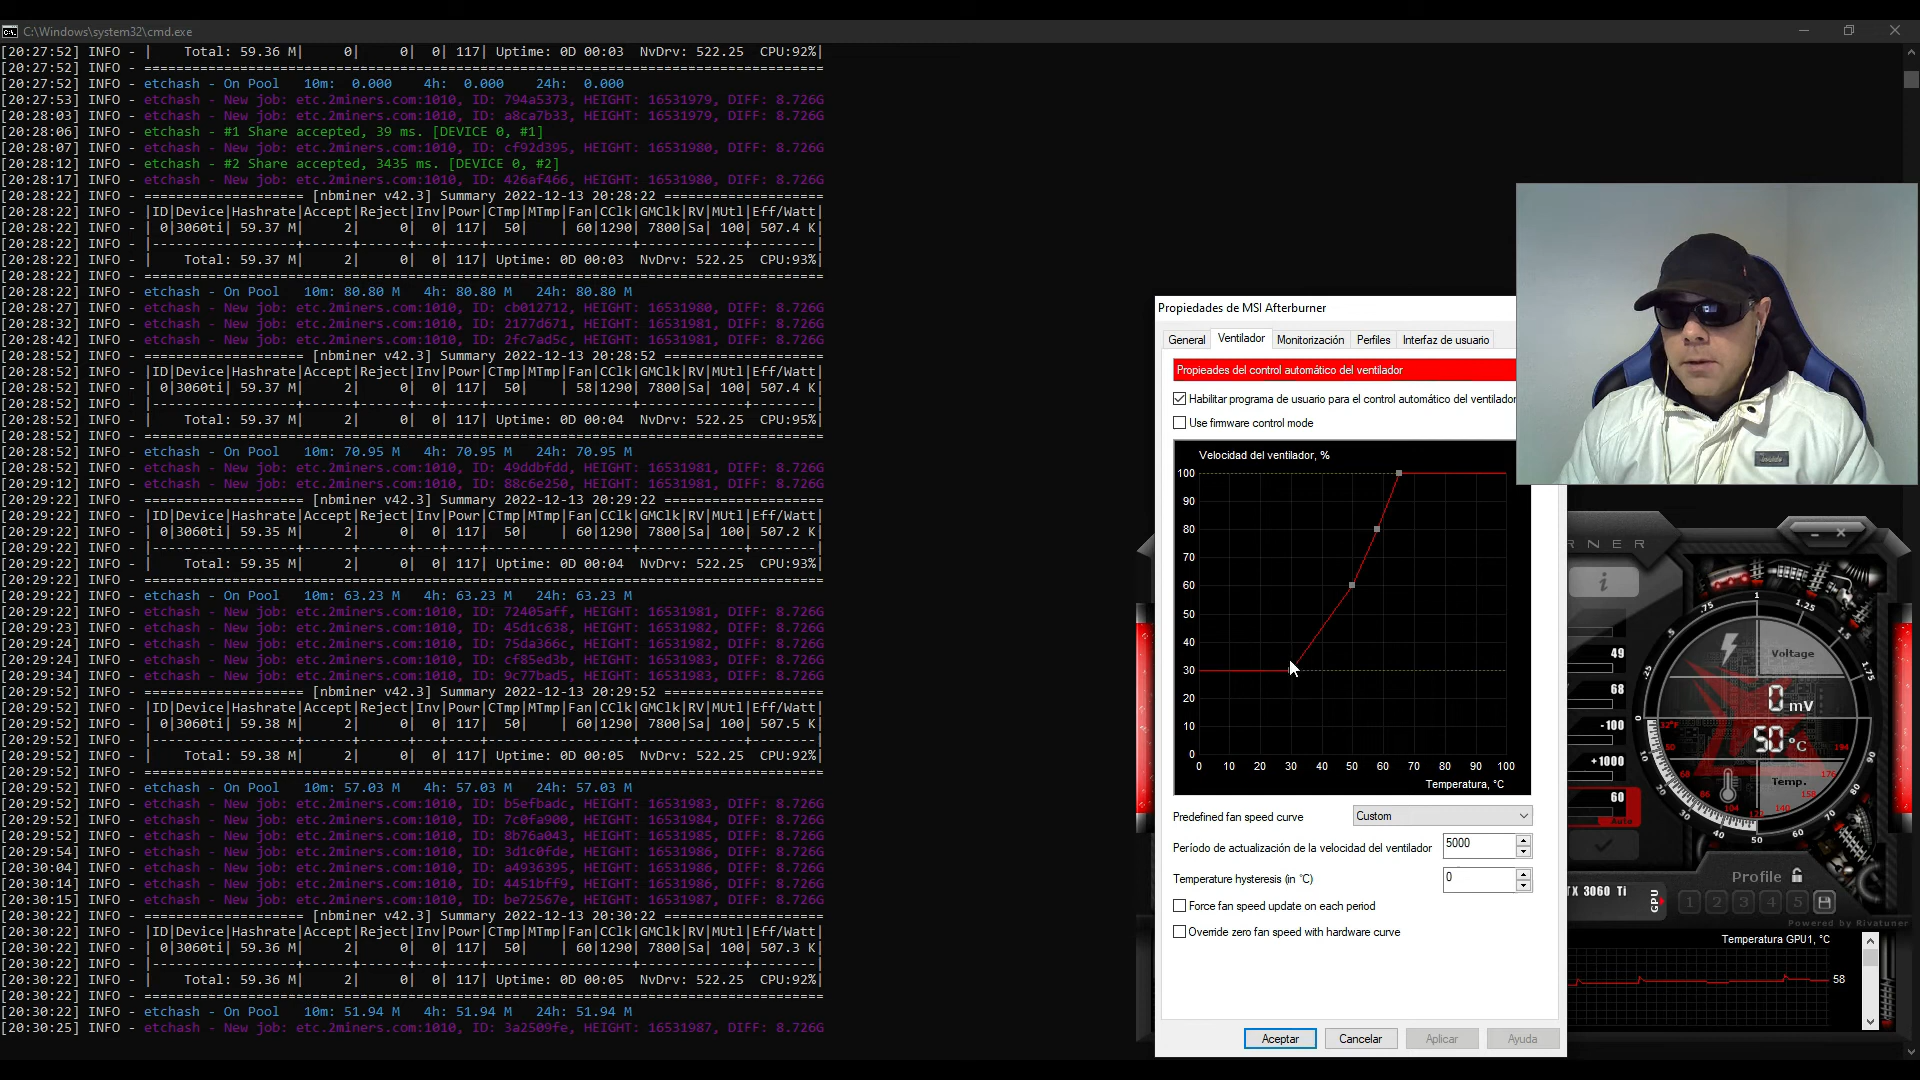 C:\Windows\system32\cmd.exe
[20:27:52] INFO - |    Total: 59.36 M|     0|     0|  0| 117| Uptime: 0D 00:03  NvDrv: 522.25  CPU:92%|
[20:27:52] INFO - =====================================================================================
[20:27:52] INFO - etchash - On Pool   10m:  0.000    4h:  0.000    24h:  0.000
[20:27:53] INFO - etchash - New job: etc.2miners.com:1010, ID: 794a5373, HEIGHT: 16531979, DIFF: 8.726G
[20:28:03] INFO - etchash - New job: etc.2miners.com:1010, ID: a8ca7b33, HEIGHT: 16531979, DIFF: 8.726G
[20:28:06] INFO - etchash - #1 Share accepted, 39 ms. [DEVICE 0, #1]
[20:28:07] INFO - etchash - New job: etc.2miners.com:1010, ID: cf92d395, HEIGHT: 16531980, DIFF: 8.726G
[20:28:12] INFO - etchash - #2 Share accepted, 3435 ms. [DEVICE 0, #2]
[20:28:17] INFO - etchash - New job: etc.2miners.com:1010, ID: 426af466, HEIGHT: 16531980, DIFF: 8.726G
[20:28:22] INFO - ==================== [nbminer v42.3] Summary 2022-12-13 20:28:22 ====================
[20:28:22] INFO - |ID|Device|Hashrate|Accept|Reject|Inv|Powr|CTmp|MTmp|Fan|CClk|GMClk|RV|MUtl|Eff/Watt|
[20:28:22] INFO - | 0|3060ti| 59.37 M|     2|     0|  0| 117|  50|    | 60|1290| 7800|Sa| 100| 507.4 K|
[20:28:22] INFO - |------------------+------+------+---+----+------------------------+--------+--------|
[20:28:22] INFO - |    Total: 59.37 M|     2|     0|  0| 117| Uptime: 0D 00:03  NvDrv: 522.25  CPU:93%|
[20:28:22] INFO - =====================================================================================
[20:28:22] INFO - etchash - On Pool   10m: 80.80 M   4h: 80.80 M   24h: 80.80 M
[20:28:27] INFO - etchash - New job: etc.2miners.com:1010, ID: cb012712, HEIGHT: 16531980, DIFF: 8.726G
[20:28:32] INFO - etchash - New job: etc.2miners.com:1010, ID: 2177d671, HEIGHT: 16531981, DIFF: 8.726G
[20:28:42] INFO - etchash - New job: etc.2miners.com:1010, ID: 2fc7ad5c, HEIGHT: 16531981, DIFF: 8.726G
[20:28:52] INFO - ==================== [nbminer v42.3] Summary 2022-12-13 20:28:52 ====================
[20:28:52] INFO - |ID|Device|Hashrate|Accept|Reject|Inv|Powr|CTmp|MTmp|Fan|CClk|GMClk|RV|MUtl|Eff/Watt|
[20:28:52] INFO - | 0|3060ti| 59.37 M|     2|     0|  0| 117|  50|    | 58|1290| 7800|Sa| 100| 507.4 K|
[20:28:52] INFO - |------------------+------+------+---+----+------------------------+--------+--------|
[20:28:52] INFO - |    Total: 59.37 M|     2|     0|  0| 117| Uptime: 0D 00:04  NvDrv: 522.25  CPU:95%|
[20:28:52] INFO - =====================================================================================
[20:28:52] INFO - etchash - On Pool   10m: 70.95 M   4h: 70.95 M   24h: 70.95 M
[20:28:52] INFO - etchash - New job: etc.2miners.com:1010, ID: 49ddbfdd, HEIGHT: 16531981, DIFF: 8.726G
[20:29:12] INFO - etchash - New job: etc.2miners.com:1010, ID: 88c6e250, HEIGHT: 16531981, DIFF: 8.726G
[20:29:22] INFO - ==================== [nbminer v42.3] Summary 2022-12-13 20:29:22 ====================
[20:29:22] INFO - |ID|Device|Hashrate|Accept|Reject|Inv|Powr|CTmp|MTmp|Fan|CClk|GMClk|RV|MUtl|Eff/Watt|
[20:29:22] INFO - | 0|3060ti| 59.35 M|     2|     0|  0| 117|  50|    | 60|1290| 7800|Sa| 100| 507.2 K|
[20:29:22] INFO - |------------------+------+------+---+----+------------------------+--------+--------|
[20:29:22] INFO - |    Total: 59.35 M|     2|     0|  0| 117| Uptime: 0D 00:04  NvDrv: 522.25  CPU:93%|
[20:29:22] INFO - =====================================================================================
[20:29:22] INFO - etchash - On Pool   10m: 63.23 M   4h: 63.23 M   24h: 63.23 M
[20:29:22] INFO - etchash - New job: etc.2miners.com:1010, ID: 72405aff, HEIGHT: 16531981, DIFF: 8.726G
[20:29:23] INFO - etchash - New job: etc.2miners.com:1010, ID: 45d1c638, HEIGHT: 16531982, DIFF: 8.726G
[20:29:24] INFO - etchash - New job: etc.2miners.com:1010, ID: 75da366c, HEIGHT: 16531982, DIFF: 8.726G
[20:29:24] INFO - etchash - New job: etc.2miners.com:1010, ID: cf85ed3b, HEIGHT: 16531983, DIFF: 8.726G
[20:29:34] INFO - etchash - New job: etc.2miners.com:1010, ID: 9c77bad5, HEIGHT: 16531983, DIFF: 8.726G
[20:29:52] INFO - ==================== [nbminer v42.3] Summary 2022-12-13 20:29:52 ====================
[20:29:52] INFO - |ID|Device|Hashrate|Accept|Reject|Inv|Powr|CTmp|MTmp|Fan|CClk|GMClk|RV|MUtl|Eff/Watt|
[20:29:52] INFO - | 0|3060ti| 59.38 M|     2|     0|  0| 117|  50|    | 60|1290| 7800|Sa| 100| 507.5 K|
[20:29:52] INFO - |------------------+------+------+---+----+------------------------+--------+--------|
[20:29:52] INFO - |    Total: 59.38 M|     2|     0|  0| 117| Uptime: 0D 00:05  NvDrv: 522.25  CPU:92%|
[20:29:52] INFO - =====================================================================================
[20:29:52] INFO - etchash - On Pool   10m: 57.03 M   4h: 57.03 M   24h: 57.03 M
[20:29:52] INFO - etchash - New job: etc.2miners.com:1010, ID: b5efbadc, HEIGHT: 16531983, DIFF: 8.726G
[20:29:52] INFO - etchash - New job: etc.2miners.com:1010, ID: 7c0fa900, HEIGHT: 16531984, DIFF: 8.726G
[20:29:52] INFO - etchash - New job: etc.2miners.com:1010, ID: 8b76a043, HEIGHT: 16531985, DIFF: 8.726G
[20:29:54] INFO - etchash - New job: etc.2miners.com:1010, ID: 3d1c0fde, HEIGHT: 16531986, DIFF: 8.726G
[20:30:04] INFO - etchash - New job: etc.2miners.com:1010, ID: a4936395, HEIGHT: 16531986, DIFF: 8.726G
[20:30:14] INFO - etchash - New job: etc.2miners.com:1010, ID: 4451bff9, HEIGHT: 16531986, DIFF: 8.726G
[20:30:15] INFO - etchash - New job: etc.2miners.com:1010, ID: be72567e, HEIGHT: 16531987, DIFF: 8.726G
[20:30:22] INFO - ==================== [nbminer v42.3] Summary 2022-12-13 20:30:22 ====================
[20:30:22] INFO - |ID|Device|Hashrate|Accept|Reject|Inv|Powr|CTmp|MTmp|Fan|CClk|GMClk|RV|MUtl|Eff/Watt|
[20:30:22] INFO - | 0|3060ti| 59.36 M|     2|     0|  0| 117|  50|    | 60|1290| 7800|Sa| 100| 507.3 K|
[20:30:22] INFO - |------------------+------+------+---+----+------------------------+--------+--------|
[20:30:22] INFO - |    Total: 59.36 M|     2|     0|  0| 117| Uptime: 0D 00:05  NvDrv: 522.25  CPU:92%|
[20:30:22] INFO - =====================================================================================
[20:30:22] INFO - etchash - On Pool   10m: 51.94 M   4h: 51.94 M   24h: 51.94 M
[20:30:25] INFO - etchash - New job: etc.2miners.com:1010, ID: 3a2509fe, HEIGHT: 16531987, DIFF: 8.726G
Propiedades de MSI Afterburner
General Ventilador Monitorización Perfiles Interfaz de usuario
Propieades del control automático del ventilador
Habilitar programa de usuario para el control automático del ventilador
Use firmware control mode
Velocidad del ventilador, %
100
90
80
70
60
50
40
30
20
10
0
0 10 20 30 40 50 60 70 80 90 100
Temperatura, °C
Predefined fan speed curve Custom
Período de actualización de la velocidad del ventilador 5000
Temperature hysteresis (in °C) 0
Force fan speed update on each period
Override zero fan speed with hardware curve
Aceptar Cancelar Aplicar Ayuda
RNER
i
49
68
-100
+1000
60
Auto
.25 .5 .75 1 1.25 1.5 1.75
Voltage
0 mV
50 °C
Temp.
0 10 20 30 40 50 60 70 80 90
32°F 50 68 86 104 140 158 176 194
TX 3060 Ti
GPU
Profile
1 2 3 4 5
Powered by Rivatuner
Temperatura GPU1, °C
58